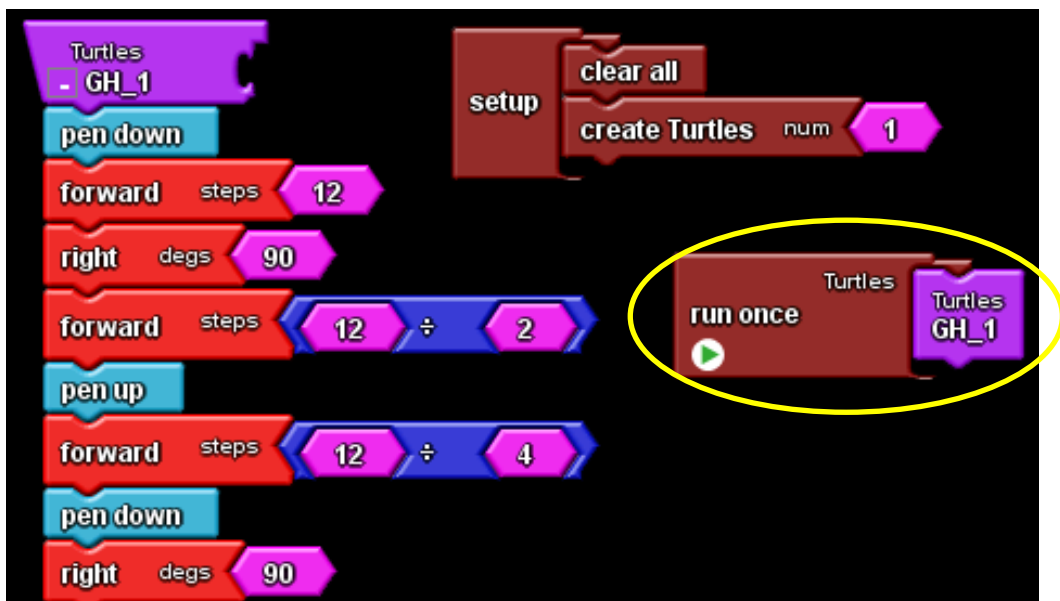 Turtles
- GH_1
pen down
forward steps 12
right degs 90
forward steps 12 ÷ 2
pen up
forward steps 12 ÷ 4
pen down
right degs 90
setup
clear all
create Turtles num 1
run once
Turtles
Turtles
GH_1